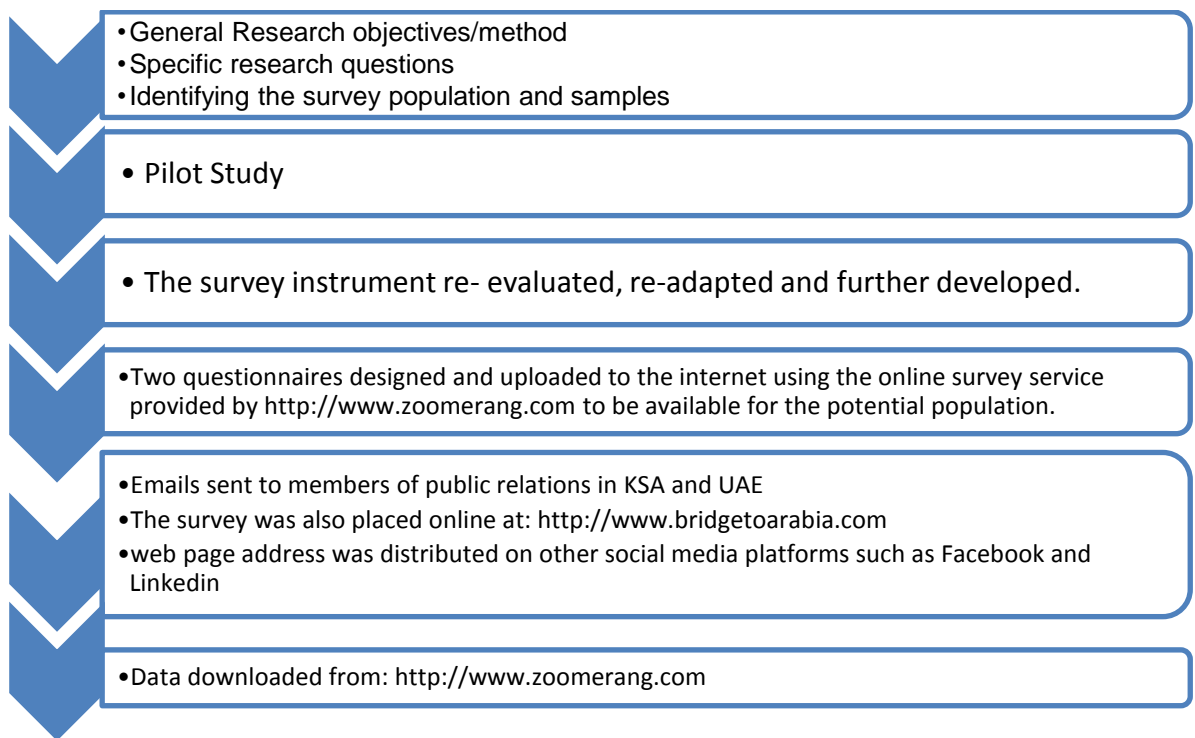 •General Research objectives/method
•Specific research questions
•Identifying the survey population and samples
• Pilot Study
• The survey instrument re- evaluated, re-adapted and further developed.
•Two questionnaires designed and uploaded to the internet using the online survey service
provided by http://www.zoomerang.com to be available for the potential population.
•Emails sent to members of public relations in KSA and UAE
•The survey was also placed online at: http://www.bridgetoarabia.com
•web page address was distributed on other social media platforms such as Facebook and
Linkedin
•Data downloaded from: http://www.zoomerang.com